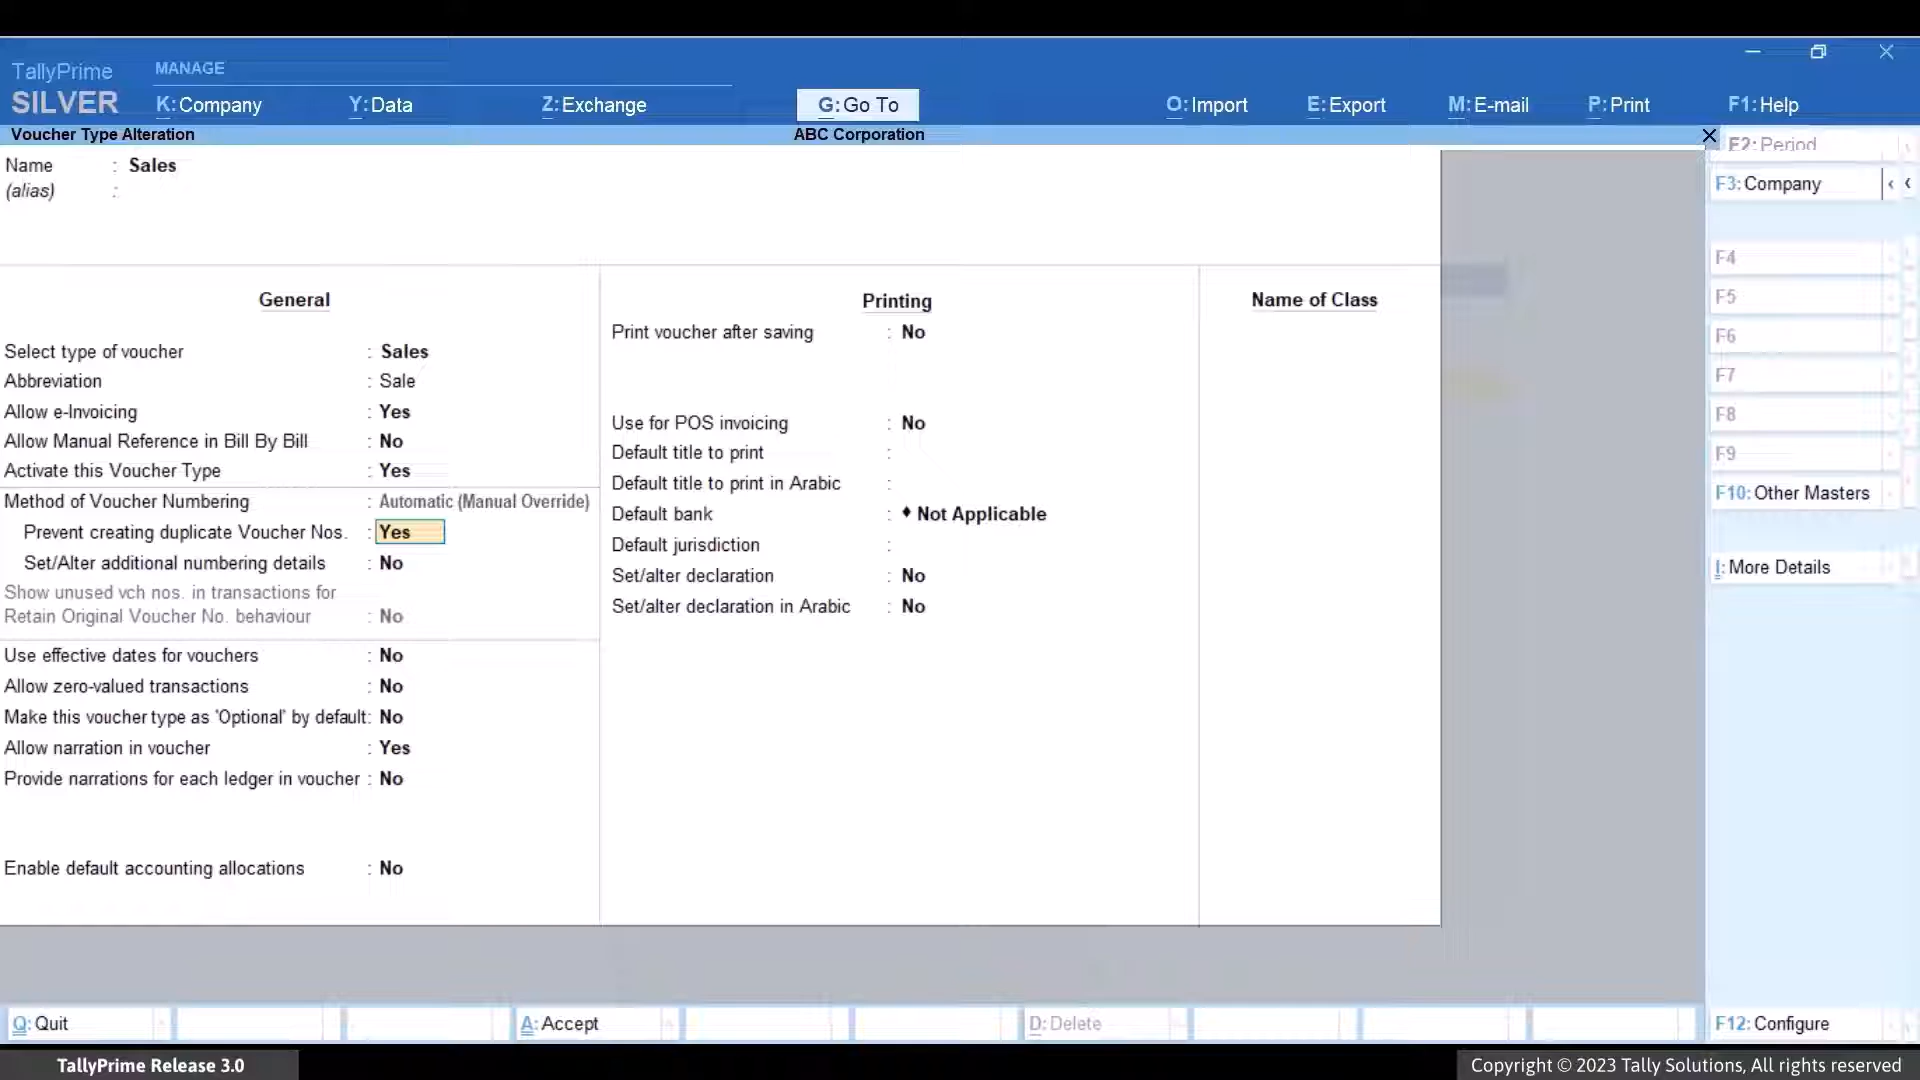 TallyPrime
SILVER
MANAGE
K: Company
Y: Data
Z: Exchange
G: Go To
O: Import
E: Export
M: E-mail
P: Print
F1: Help
Voucher Type Alteration
ABC Corporation
Name : Sales
(alias) :
General
Select type of voucher : Sales
Abbreviation : Sale
Allow e-Invoicing : Yes
Allow Manual Reference in Bill By Bill : No
Activate this Voucher Type : Yes
Method of Voucher Numbering : Automatic (Manual Override)
Prevent creating duplicate Voucher Nos. : Yes
Set/Alter additional numbering details : No
Show unused vch nos. in transactions for
Retain Original Voucher No. behaviour : No
Use effective dates for vouchers : No
Allow zero-valued transactions : No
Make this voucher type as 'Optional' by default : No
Allow narration in voucher : Yes
Provide narrations for each ledger in voucher : No
Enable default accounting allocations : No
Printing
Print voucher after saving : No
Use for POS invoicing : No
Default title to print :
Default title to print in Arabic :
Default bank : ♦ Not Applicable
Default jurisdiction :
Set/alter declaration : No
Set/alter declaration in Arabic : No
Name of Class
F2: Period
F3: Company
F4
F5
F6
F7
F8
F9
F10: Other Masters
I: More Details
Q: Quit
A: Accept
D: Delete
F12: Configure
TallyPrime Release 3.0
Copyright © 2023 Tally Solutions, All rights reserved